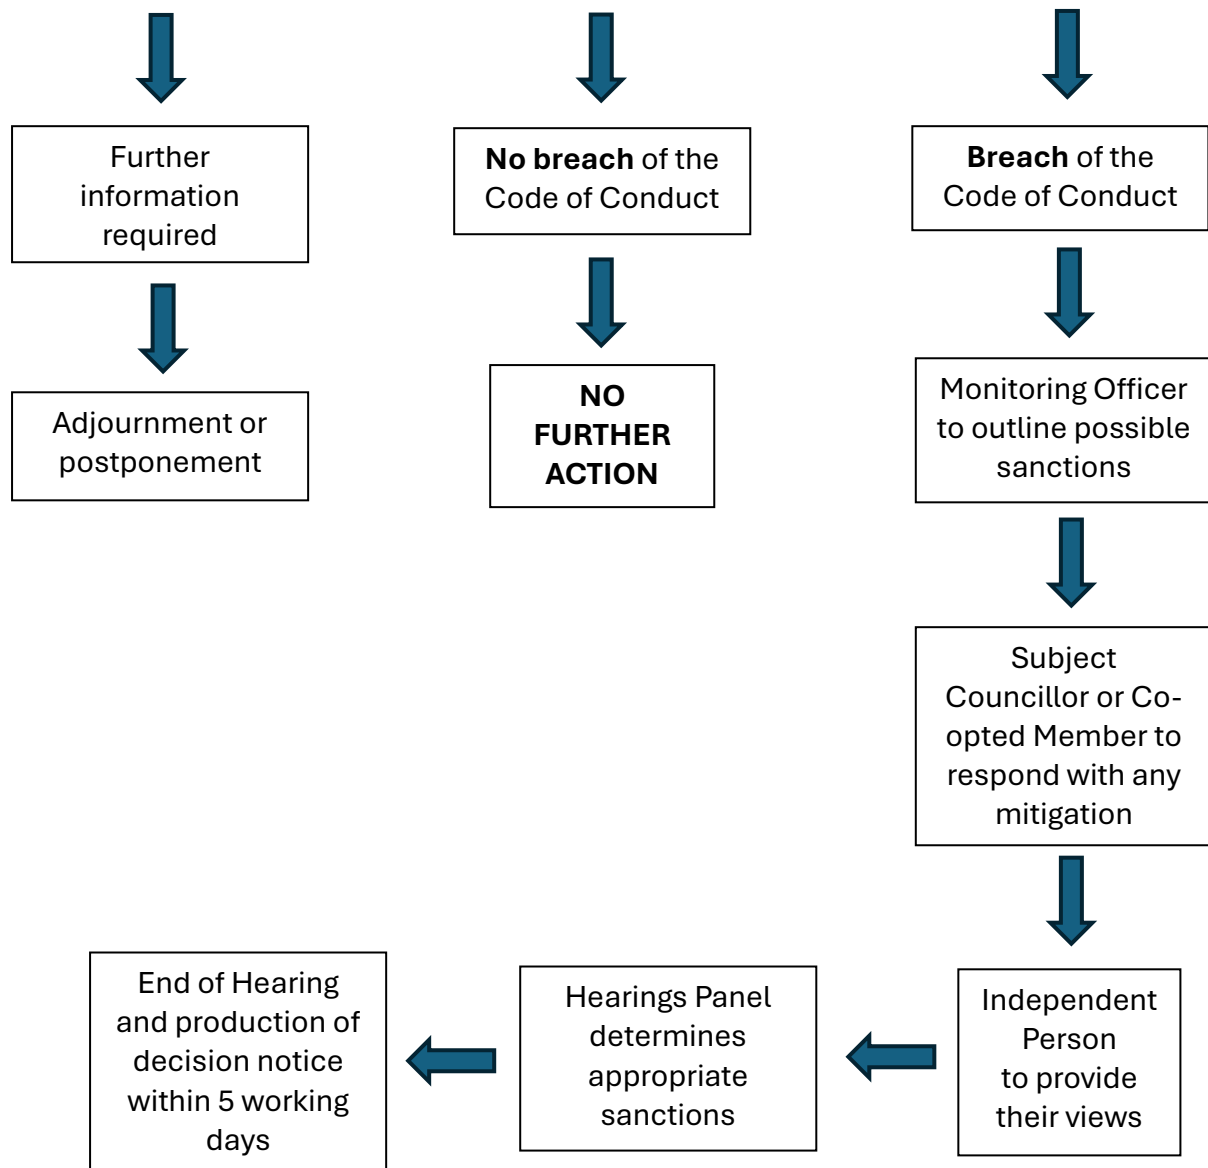 Further
information
required
No breach of the
Code of Conduct
Breach of the
Code of Conduct
Adjournment or
postponement
NO
FURTHER
ACTION
Monitoring Officer
to outline possible
sanctions
Subject
Councillor or Co-
opted Member to
respond with any
mitigation
Independent
Person
to provide
their views
Hearings Panel
determines
appropriate
sanctions
End of Hearing
and production of
decision notice
within 5 working
days